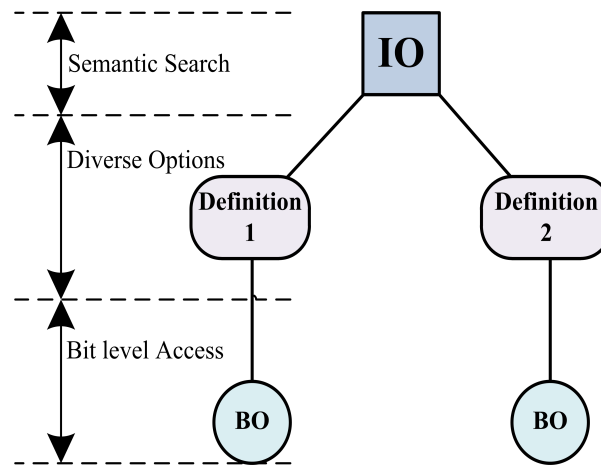 IO
Semantic Search
Diverse Options
Definition
1
Definition
2
Bit level Access
BO
BO